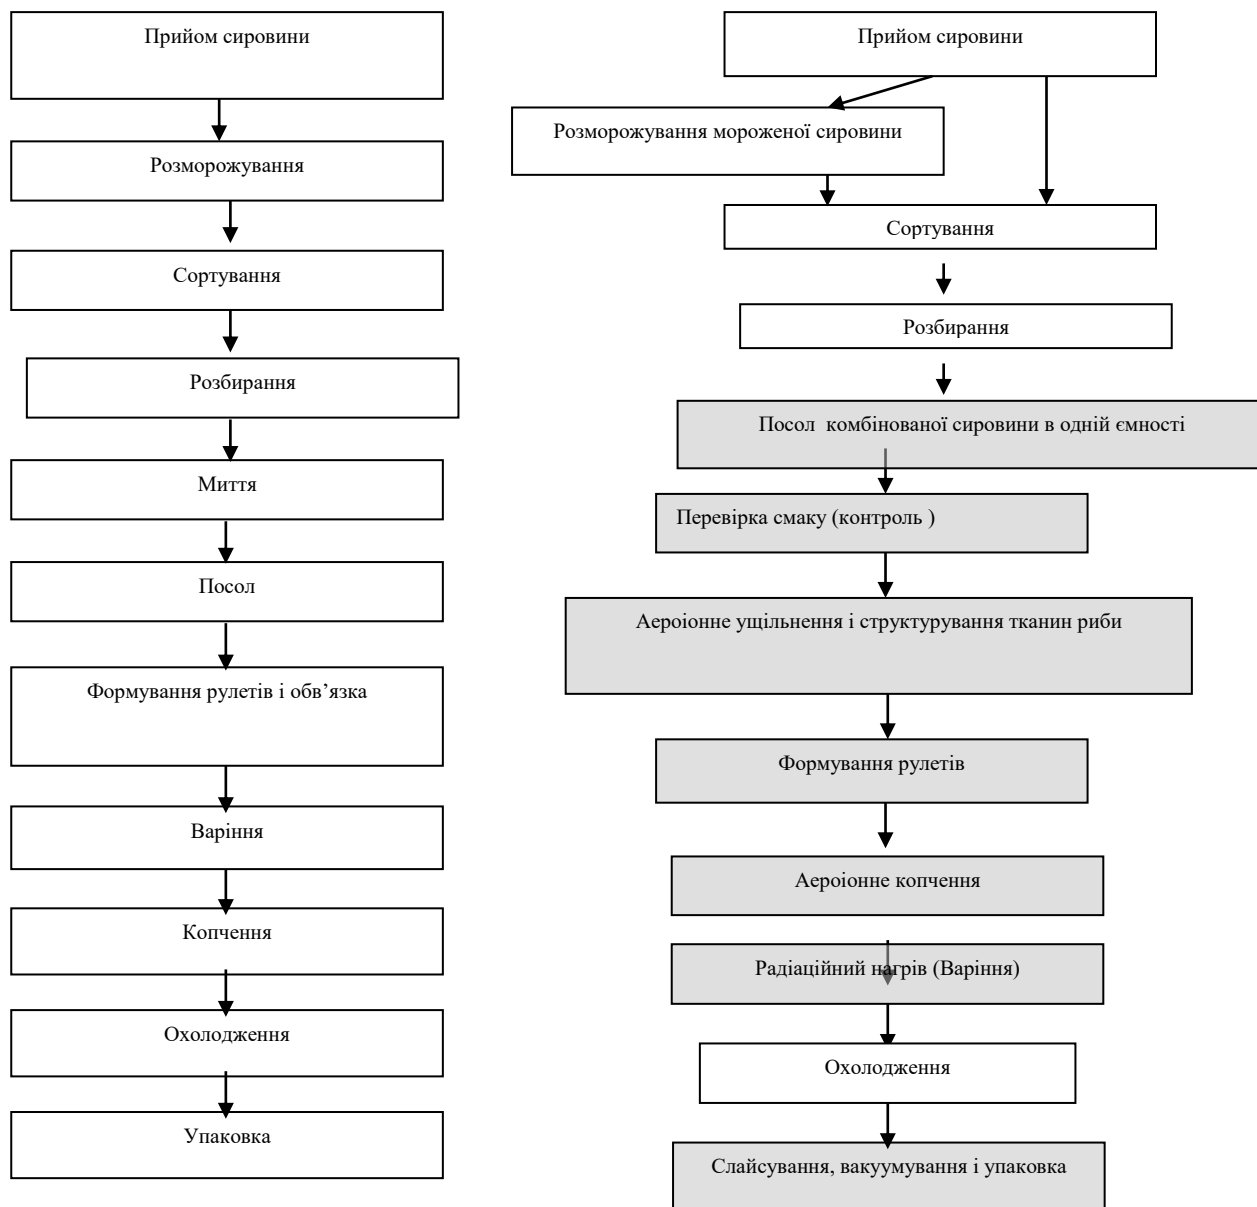 Прийом сировини
Розморожування
Сортування
Розбирання
Миття
Посол
Формування рулетів і обв’язка
Варіння
Копчення
Охолодження
Упаковка
Прийом сировини
Розморожування мороженої сировини
Сортування
Розбирання
Посол  комбінованої сировини в одній ємності
Перевірка смаку (контроль )
Аероіонне ущільнення і структурування тканин риби
Формування рулетів
Аероіонне копчення
Радіаційний нагрів (Варіння)
Охолодження
Слайсування, вакуумування і упаковка